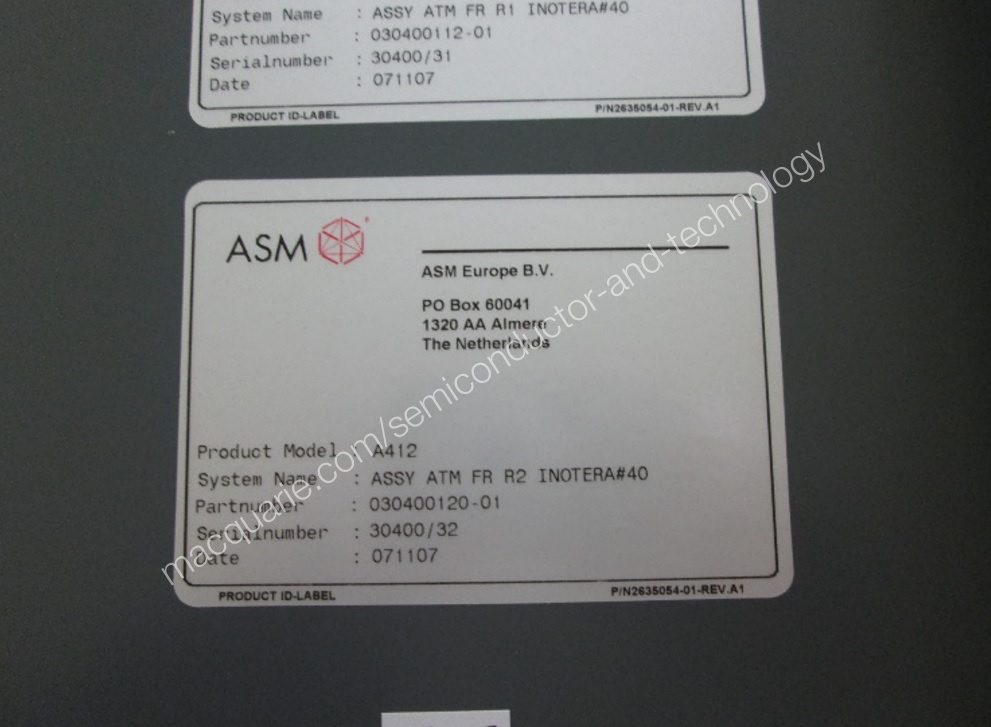 System Name : ASSY ATM FR R1 INOTERA#40
Partnumber : 030400112-01
Serialnumber : 30400/31
Date : 071107
PRODUCT ID-LABEL P/N2635054-01-REV.A1
ASM
ASM Europe B.V.
PO Box 60041
1320 AA Almere
The Netherlands
Product Model : A412
System Name : ASSY ATM FR R2 INOTERA#40
Partnumber : 030400120-01
Serialnumber : 30400/32
Date : 071107
PRODUCT ID-LABEL P/N2635054-01-REV.A1
macquarie.com/semiconductor-and-technology